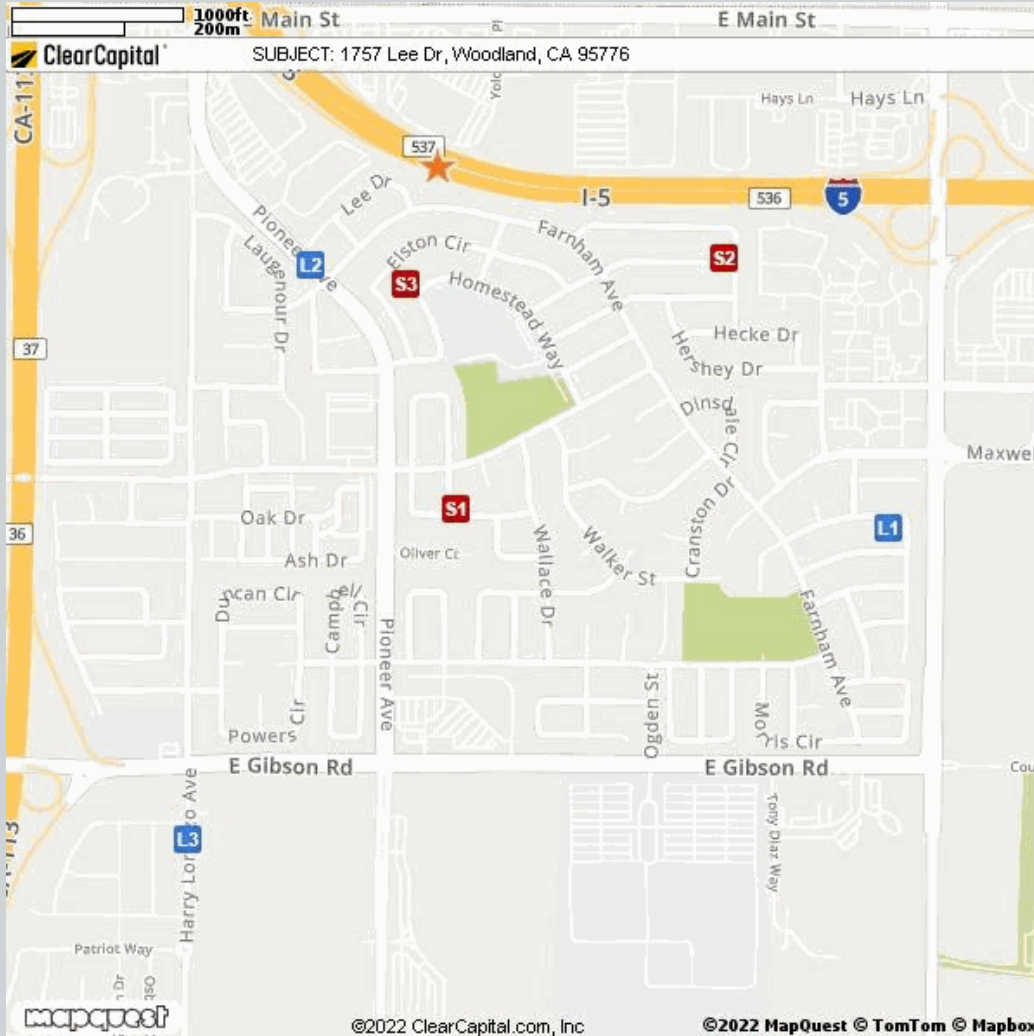 1000ft
200m
E Main St
E Main St
ClearCapital
SUBJECT: 1757 Lee Dr, Woodland, CA 95776
CA-113
Hays Ln
Hays Ln
537
Lee Dr
I-5
536
5
Pioneer Ave
L2
Laugenour Dr
Elston Cir
S3
Farnham Ave
S2
Homestead Way
Hecke Dr
Hershey Dr
37
Dinsdale Cir
Maxwel
S1
Oak Dr
36
Cranston Dr
L1
Ash Dr
Oliver Ct
Walker St
Wallace Dr
Duncan Cir
Campbel/ Cir
Farnham Ave
Pioneer Ave
Ogden St
Morris Cir
Powers Cir
E Gibson Rd
E Gibson Rd
Cou
Tony Diaz Way
L3
Harry Lorenzo Ave
Patriot Way
n Dr
mapquest
©2022 ClearCapital.com, Inc
©2022 MapQuest © TomTom © Mapbox